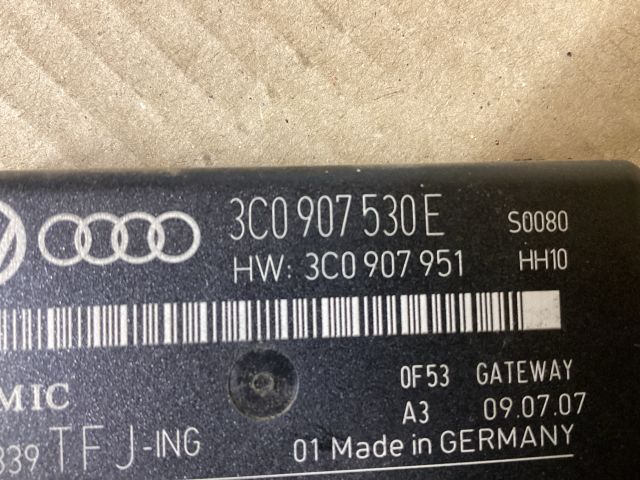 3C0 907 530 E S0080
HW: 3C0 907 951 HH10
0F53 GATEWAY
MIC A3 09.07.07
839 TFJ-ING 01 Made in GERMANY